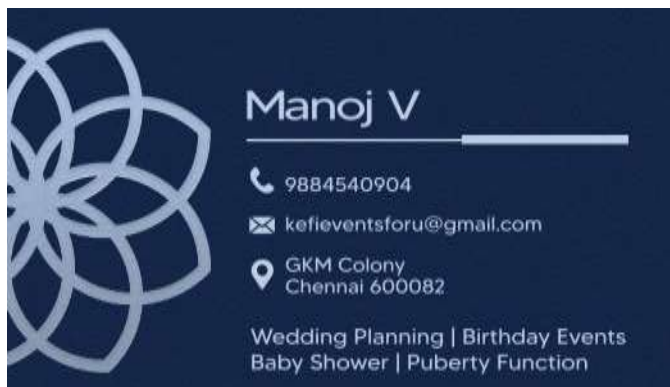 Manoj V
9884540904
kefieventsforu@gmail.com
GKM Colony
Chennai 600082
Wedding Planning | Birthday Events
Baby Shower | Puberty Function